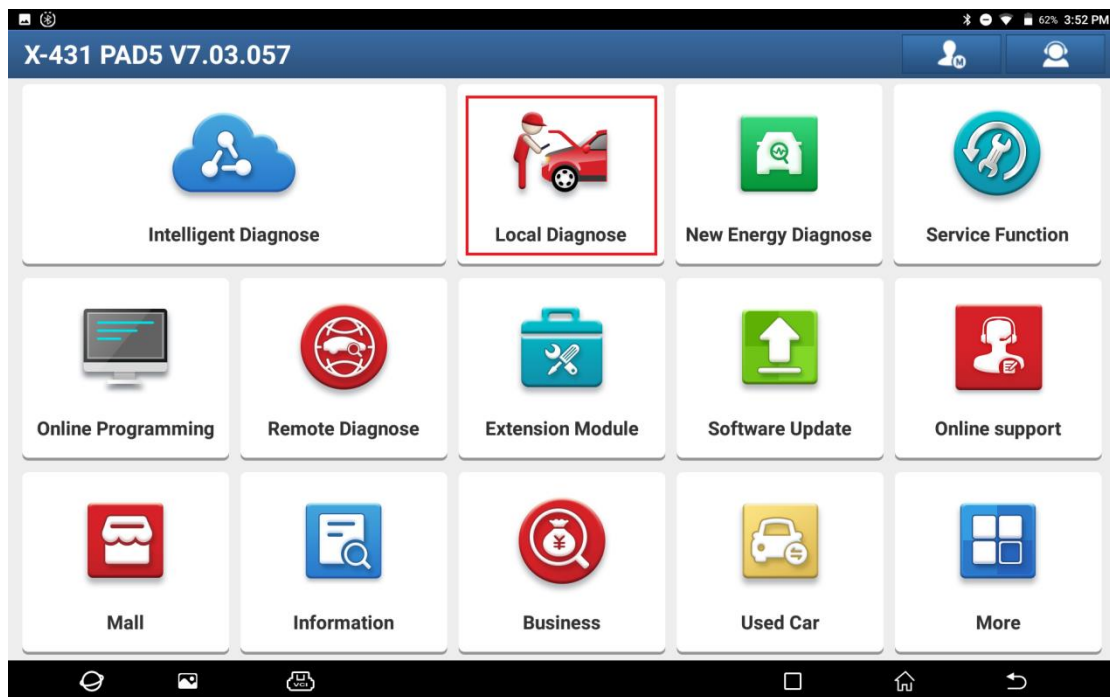 62% 3:52 PM
X-431 PAD5 V7.03.057
M
Intelligent Diagnose
Local Diagnose
New Energy Diagnose
Service Function
Online Programming
Remote Diagnose
Extension Module
Software Update
Online support
¥
Mall
Information
Business
Used Car
More
VCI